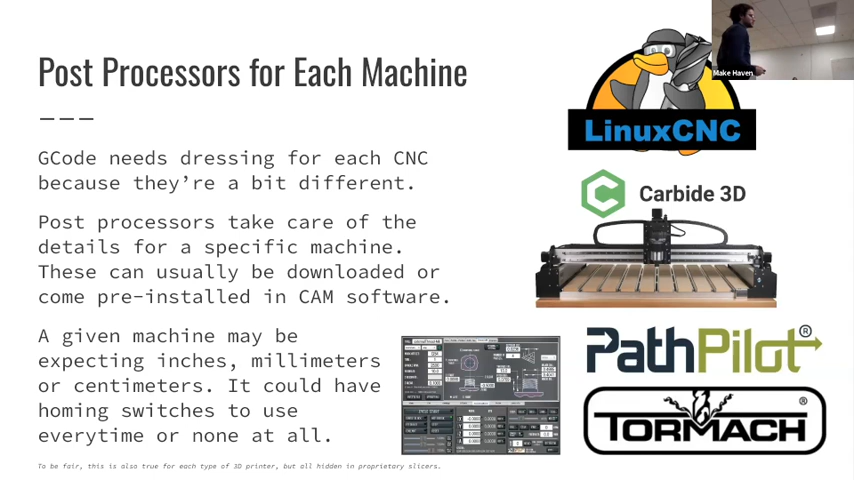 Post Processors for Each Machine
GCode needs dressing for each CNC
because they're a bit different.
Post processors take care of the
details for a specific machine.
These can usually be downloaded or
come pre-installed in CAM software.
A given machine may be
expecting inches, millimeters
or centimeters. It could have
homing switches to use
everytime or none at all.
To be fair, this is also true for each type of 3D printer, but all hidden in proprietary slicers.
Make Haven
LinuxCNC
Carbide 3D
PathPilot®
TORMACH®